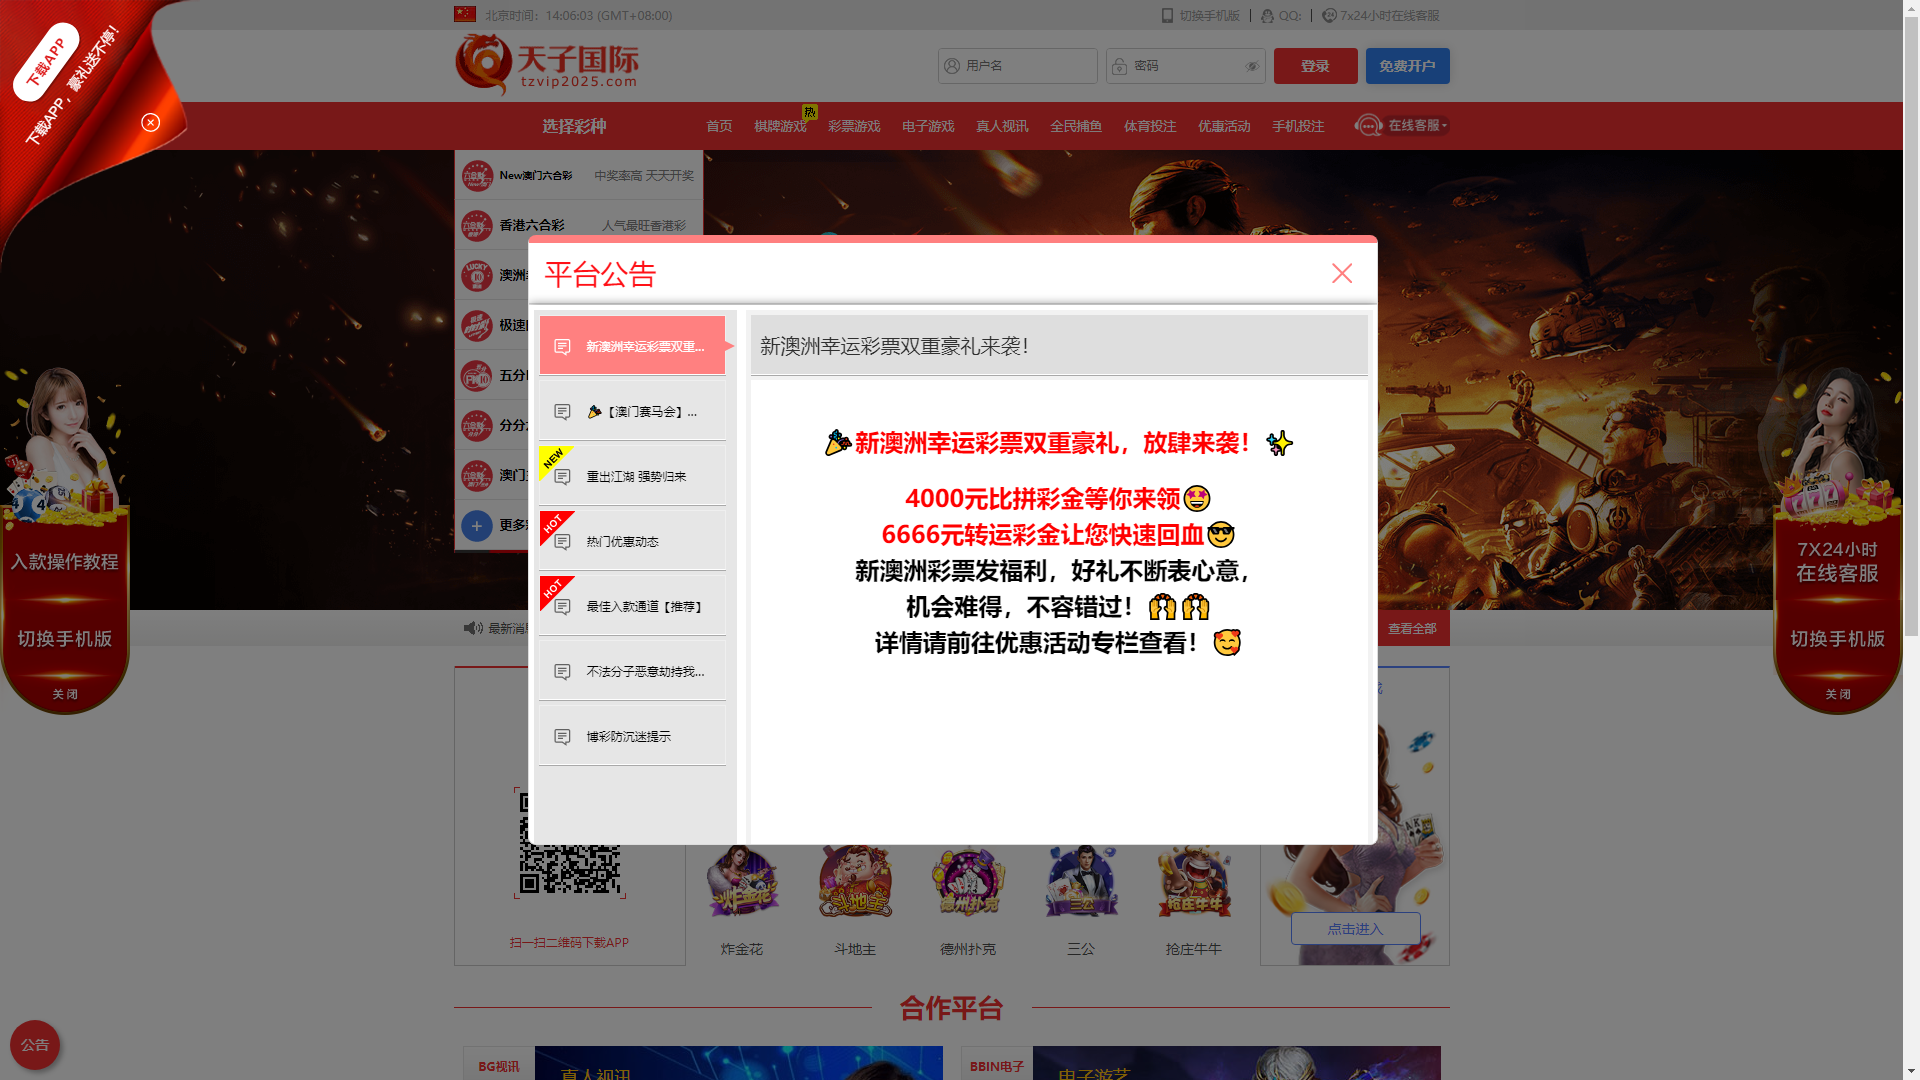 北京时间：14:06:03 (GMT+08:00)
切换手机版
QQ:
7x24小时在线客服
下载APP
下载APP，豪礼送不停!
天子国际
tzvip2025.com
用户名
密码
登录
免费开户
选择彩种
首页
棋牌游戏
热
彩票游戏
电子游戏
真人视讯
全民捕鱼
体育投注
优惠活动
手机投注
在线客服
New澳门六合彩
中奖率高 天天开奖
香港六合彩
人气最旺香港彩
澳洲
极速
五分
分分
澳门
更多
平台公告
新澳洲幸运彩票双重...
【澳门赛马会】...
NEW
重出江湖 强势归来
HOT
热门优惠动态
HOT
最佳入款通道【推荐】
不法分子恶意劫持我...
博彩防沉迷提示
新澳洲幸运彩票双重豪礼来袭！
🎉新澳洲幸运彩票双重豪礼，放肆来袭！✨
4000元比拼彩金等你来领🤩
6666元转运彩金让您快速回血😎
新澳洲彩票发福利，好礼不断表心意，
机会难得，不容错过！🙌🙌
详情请前往优惠活动专栏查看！🥰
入款操作教程
切换手机版
关闭
7X24小时
在线客服
切换手机版
关闭
最新消息
查看全部
扫一扫二维码下载APP
炸金花
斗地主
德州扑克
三公
抢庄牛牛
炸金花
斗地主
德州扑克
三公
抢庄牛牛
点击进入
合作平台
公告
BG视讯
真人视讯
BBIN电子
电子游艺